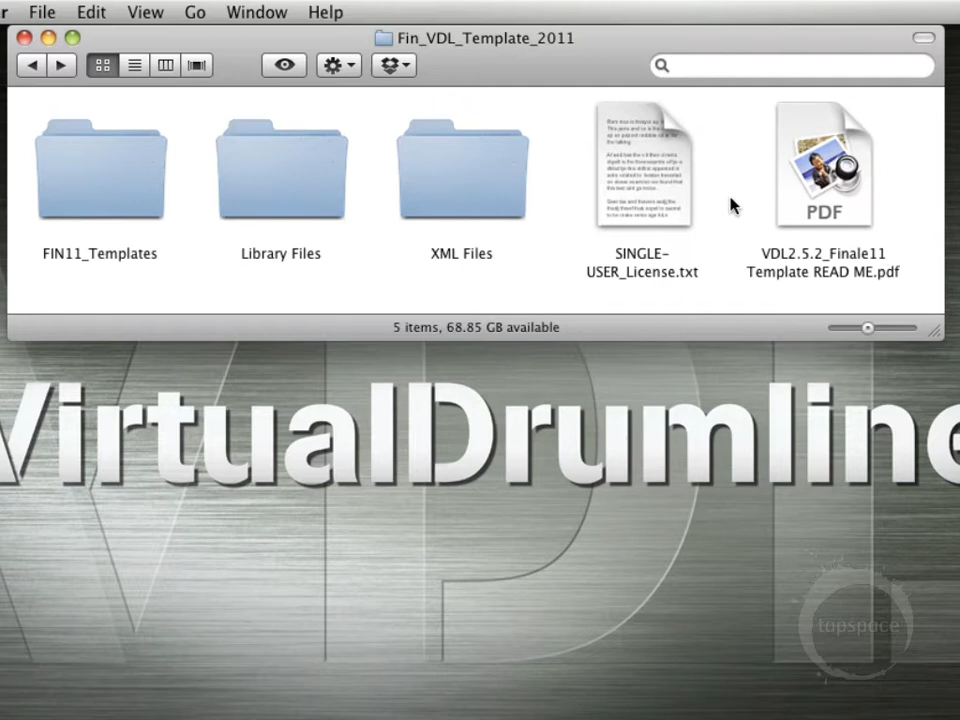 File Edit View Go Window Help
Fin_VDL_Template_2011
FIN11_Templates
Library Files
XML Files
SINGLE-
USER_License.txt
PDF
VDL2.5.2_Finale11
Template READ ME.pdf
5 items, 68.85 GB available
VirtualDrumline
tapspace